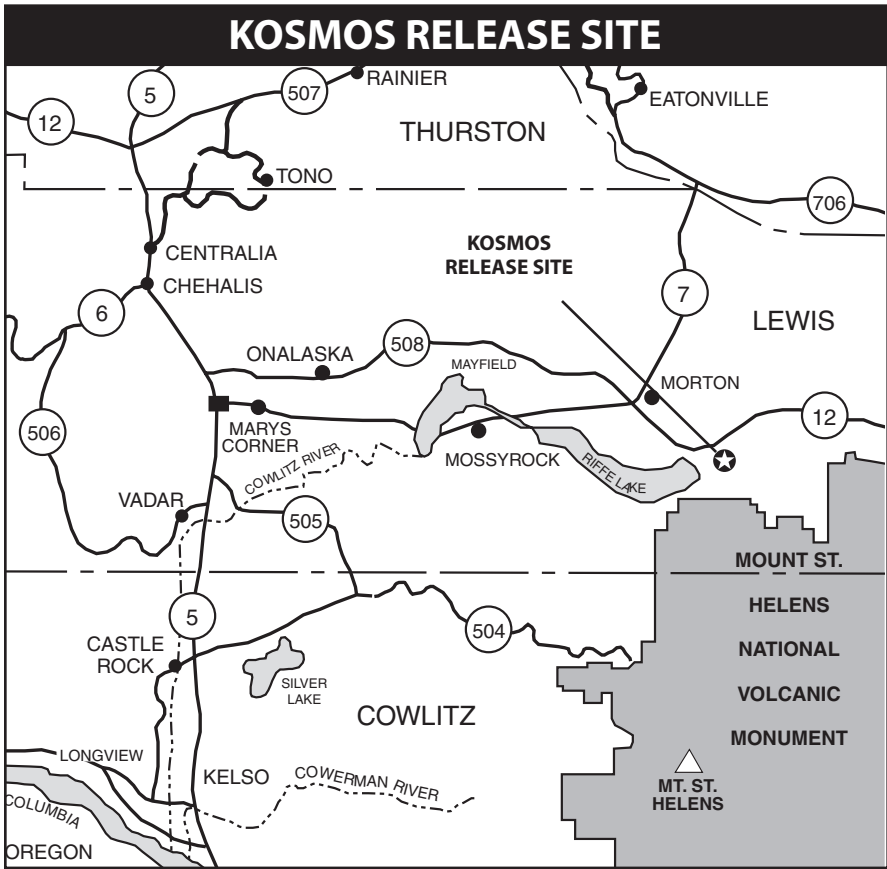 KOSMOS RELEASE SITE
5
507
RAINIER
12
EATONVILLE
THURSTON
TONO
706
CENTRALIA
KOSMOS
RELEASE SITE
CHEHALIS
7
6
LEWIS
508
ONALASKA
MAYFIELD
MORTON
12
506
MARYS
CORNER
MOSSYROCK
COWLITZ RIVER
RIFFE LAKE
VADAR
505
MOUNT ST.
HELENS
NATIONAL
VOLCANIC
MONUMENT
5
504
CASTLE
ROCK
SILVER
LAKE
COWLITZ
LONGVIEW
KELSO
COWERMAN RIVER
MT. ST.
HELENS
COLUMBIA
OREGON